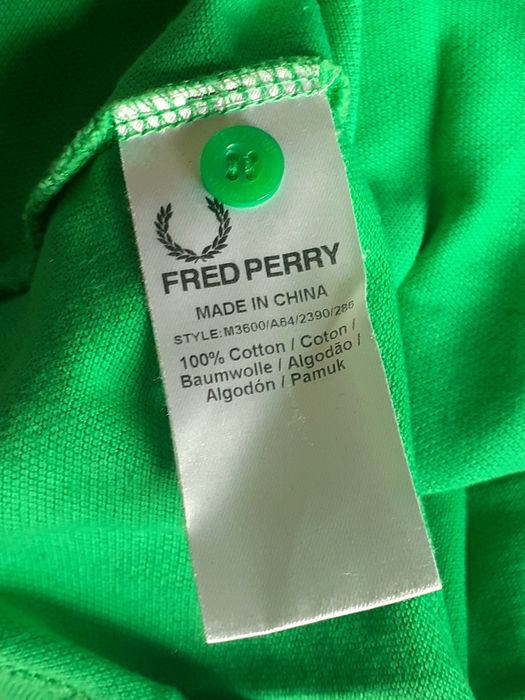 FRED PERRY
MADE IN CHINA
STYLE:M3600/A64/2390/286
100% Cotton / Coton /
Baumwolle / Algodão /
Algodón / Pamuk